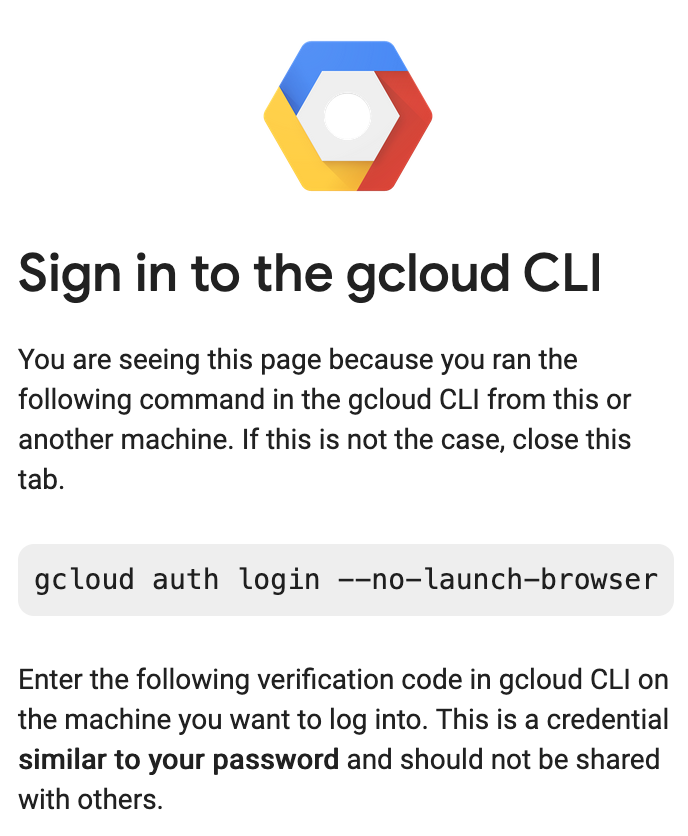 Sign in to the gcloud CLI
You are seeing this page because you ran the
following command in the gcloud CLI from this or
another machine. If this is not the case, close this
tab.
gcloud auth login --no-launch-browser
Enter the following verification code in gcloud CLI on
the machine you want to log into. This is a credential
similar to your password and should not be shared
with others.